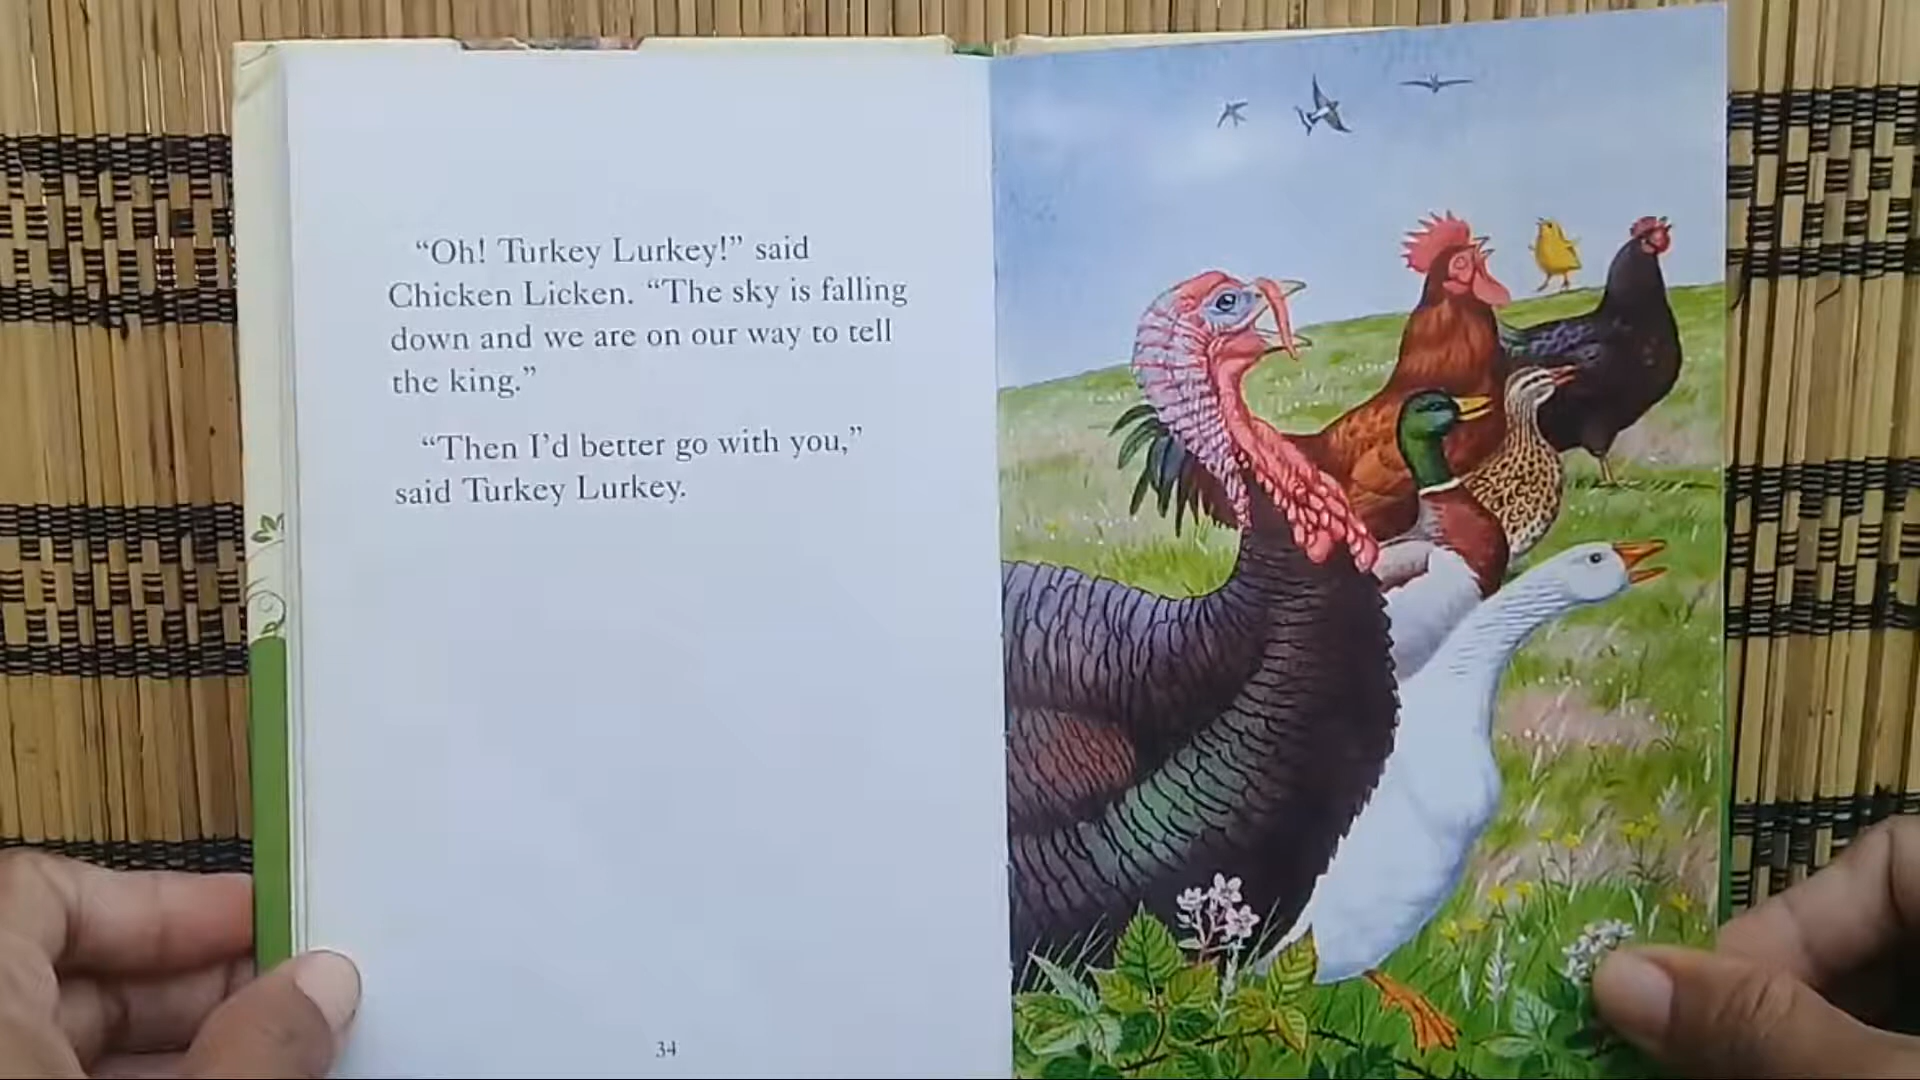 “Oh! Turkey Lurkey!” said
Chicken Licken. “The sky is falling
down and we are on our way to tell
the king.”
“Then I’d better go with you,”
said Turkey Lurkey.
34